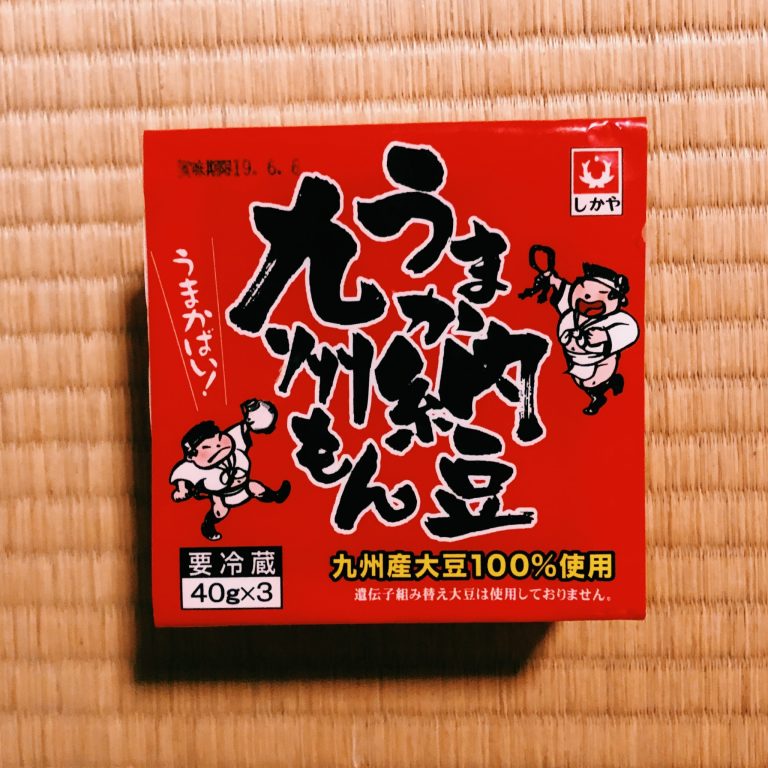 賞味期限19. 6. 6
しかや
うまか納豆
九州もん
うまかばい!
要冷蔵
40g×3
九州産大豆100%使用
遺伝子組み替え大豆は使用しておりません。